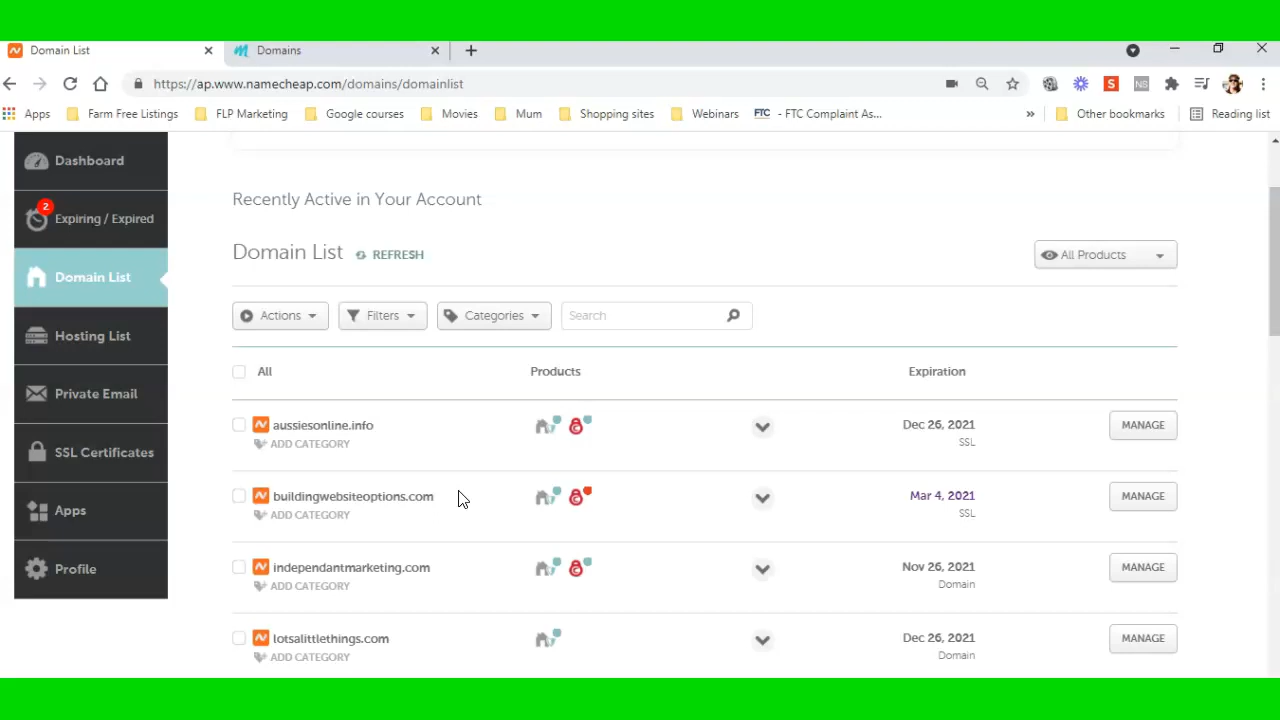 Domain List
Domains
https://ap.www.namecheap.com/domains/domainlist
Apps
Farm Free Listings
FLP Marketing
Google courses
Movies
Mum
Shopping sites
Webinars
FTC - FTC Complaint As...
»
Other bookmarks
Reading list
Dashboard
2
Expiring / Expired
Domain List
Hosting List
Private Email
SSL Certificates
Apps
Profile
Recently Active in Your Account
Domain List REFRESH
All Products
Actions
Filters
Categories
Search
All Products Expiration
aussiesonline.info Dec 26, 2021 MANAGE
ADD CATEGORY SSL
buildingwebsiteoptions.com Mar 4, 2021 MANAGE
ADD CATEGORY SSL
independantmarketing.com Nov 26, 2021 MANAGE
ADD CATEGORY Domain
lotsalittlethings.com Dec 26, 2021 MANAGE
ADD CATEGORY Domain